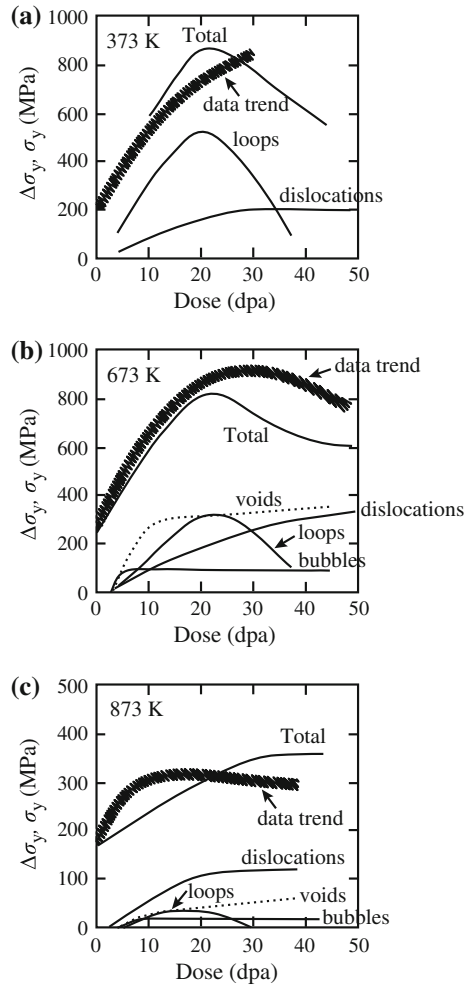 (a)
1000
373 K
Total
800
data trend
600
loops
400
dislocations
200
0
0 10 20 30 40 50
Δσy, σy (MPa)
Dose (dpa)
(b)
1000
673 K
data trend
800
Total
600
voids
400
dislocations
200
loops
bubbles
0
0 10 20 30 40 50
Δσy, σy (MPa)
Dose (dpa)
(c)
500
873 K
400
Total
300
data trend
200
dislocations
100
loops
voids
bubbles
0
0 10 20 30 40 50
Δσy, σy (MPa)
Dose (dpa)